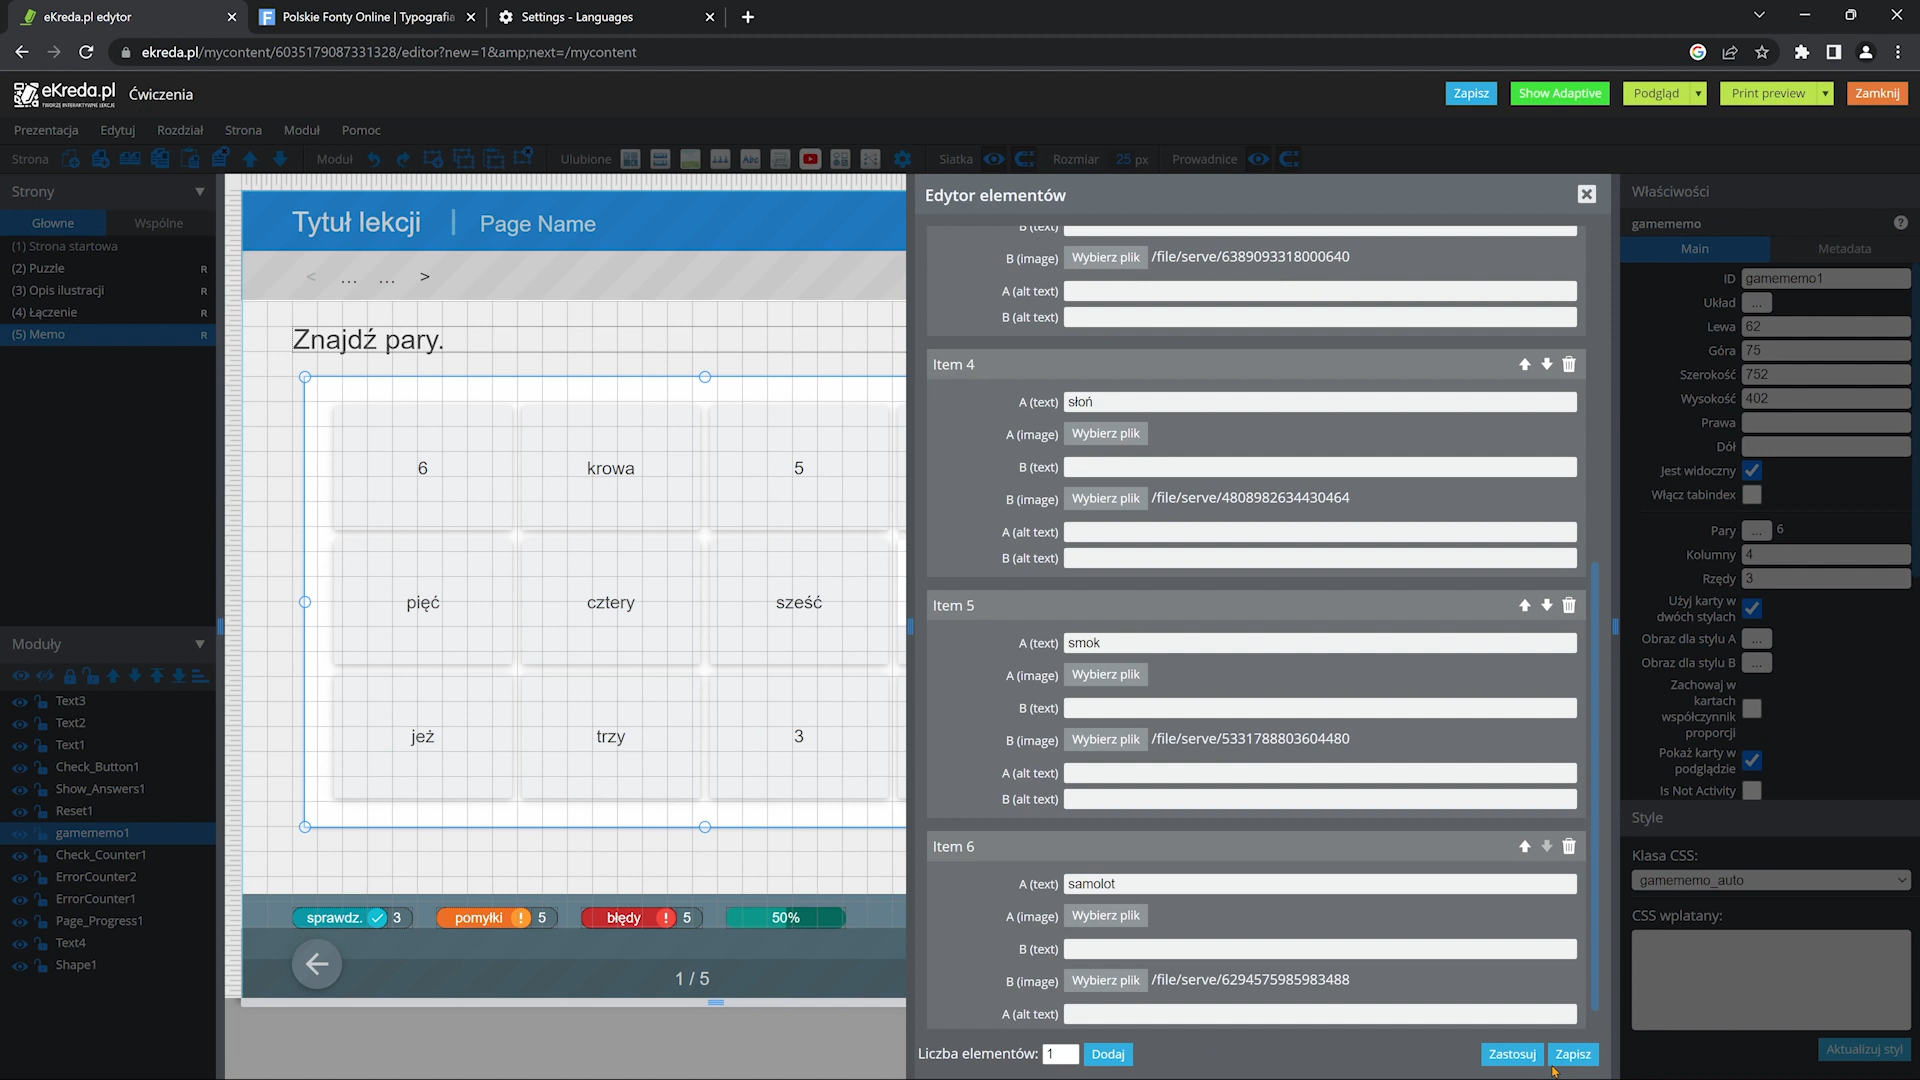 eKreda.pl edytor
Polskie Fonty Online | Typografia
Settings - Languages
ekreda.pl/mycontent/6035179087331328/editor?new=1&amp;next=/mycontent
eKreda.pl
TWORZĘ INTERAKTYWNE LEKCJE
Ćwiczenia
Zapisz
Show Adaptive
Podgląd
Print preview
Zamknij
Prezentacja
Edytuj
Rozdział
Strona
Moduł
Pomoc
Strona
Moduł
Ulubione
Abc
Siatka
Rozmiar
25 px
Prowadnice
Strony
Głowne
Wspólne
(1) Strona startowa
(2) Puzzle R
(3) Opis ilustracji R
(4) Łączenie R
(5) Memo R
Moduły
Text3
Text2
Text1
Check_Button1
Show_Answers1
Reset1
gamememo1
Check_Counter1
ErrorCounter2
ErrorCounter1
Page_Progress1
Text4
Shape1
Tytuł lekcji | Page Name
< ... ... >
Znajdź pary.
6 krowa 5
pięć cztery sześć
jeż trzy 3
sprawdz. 3
pomyłki ! 5
błędy ! 5
50%
1 / 5
Edytor elementów
B (text)
B (image) Wybierz plik /file/serve/6389093318000640
A (alt text)
B (alt text)
Item 4
A (text) słoń
A (image) Wybierz plik
B (text)
B (image) Wybierz plik /file/serve/4808982634430464
A (alt text)
B (alt text)
Item 5
A (text) smok
A (image) Wybierz plik
B (text)
B (image) Wybierz plik /file/serve/5331788803604480
A (alt text)
B (alt text)
Item 6
A (text) samolot
A (image) Wybierz plik
B (text)
B (image) Wybierz plik /file/serve/6294575985983488
A (alt text)
Liczba elementów: 1 Dodaj
Zastosuj
Zapisz
Właściwości
gamememo ?
Main
Metadata
ID gamememo1
Układ ...
Lewa 62
Góra 75
Szerokość 752
Wysokość 402
Prawa
Dół
Jest widoczny
Włącz tabindex
Pary ... 6
Kolumny 4
Rzędy 3
Użyj karty w
dwóch stylach
Obraz dla stylu A ...
Obraz dla stylu B ...
Zachowaj w
kartach
współczynnik
proporcji
Pokaż karty w
podglądzie
Is Not Activity
Style
Klasa CSS:
gamememo_auto
CSS wplatany:
Aktualizuj styl